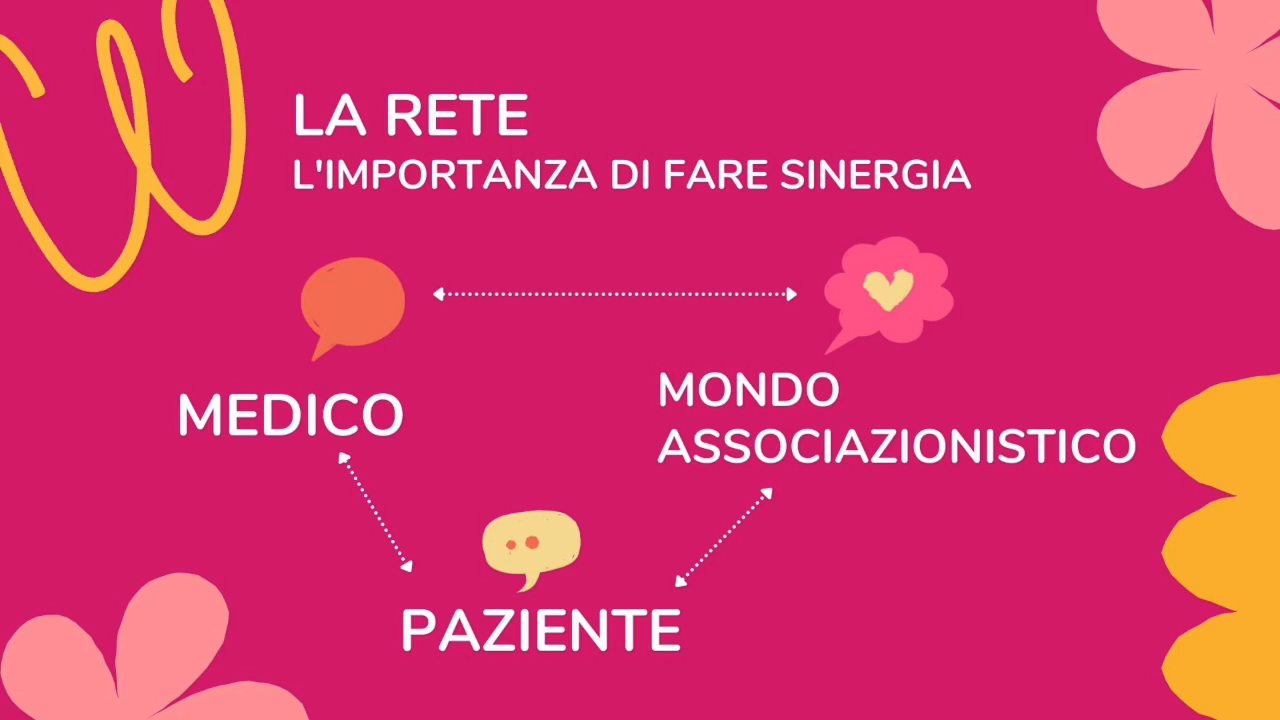 LA RETE
L'IMPORTANZA DI FARE SINERGIA
MEDICO
MONDO
ASSOCIAZIONISTICO
PAZIENTE